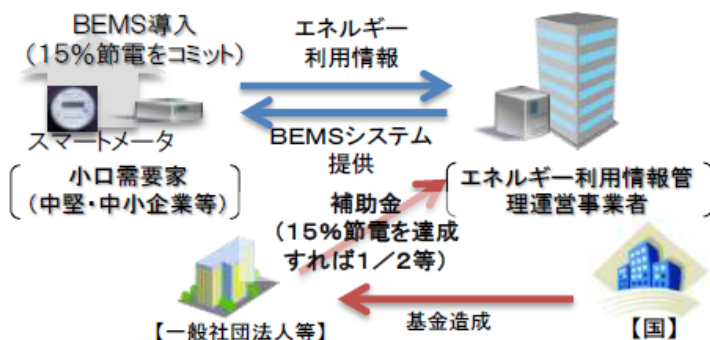 BEMS導入
（15％節電をコミット）
スマートメータ
小口需要家
（中堅・中小企業等）
エネルギー
利用情報
BEMSシステム
提供
エネルギー利用情報管
理運営事業者
補助金
（15％節電を達成
すれば1／2等）
【一般社団法人等】
基金造成
【国】